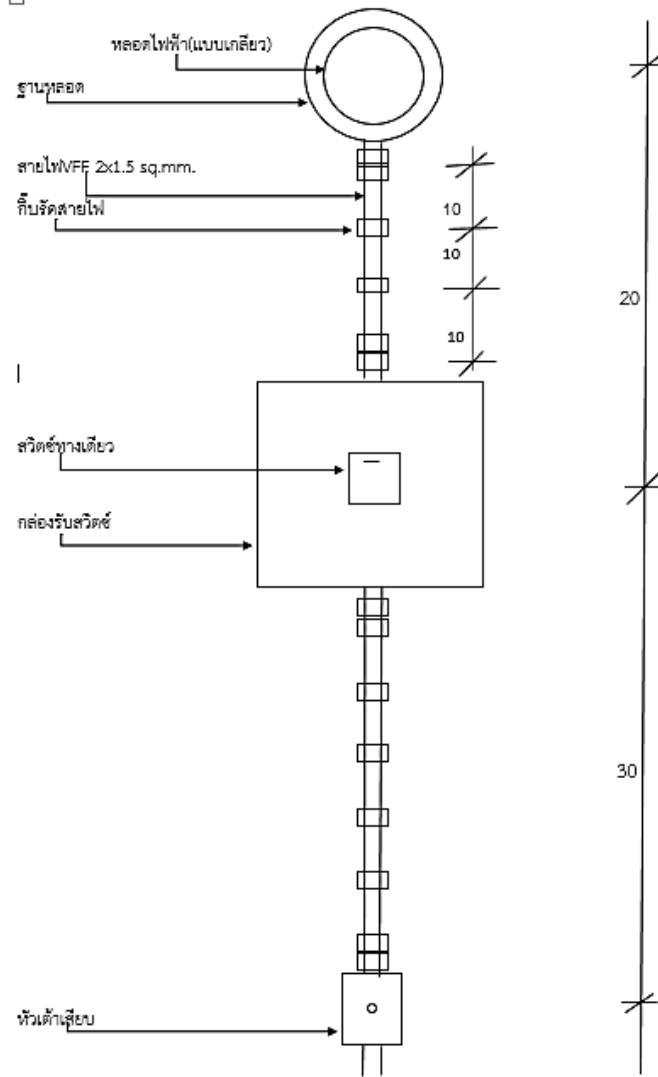 หลอดไฟฟ้า(แบบเกลียว)
ฐานหลอด
สายไฟVFF 2x1.5 sq.mm.
กิ๊บรัดสายไฟ
10
10
20
10
สวิตช์ทางเดียว
กล่องรับสวิตช์
30
หัวเต้าเสียบ